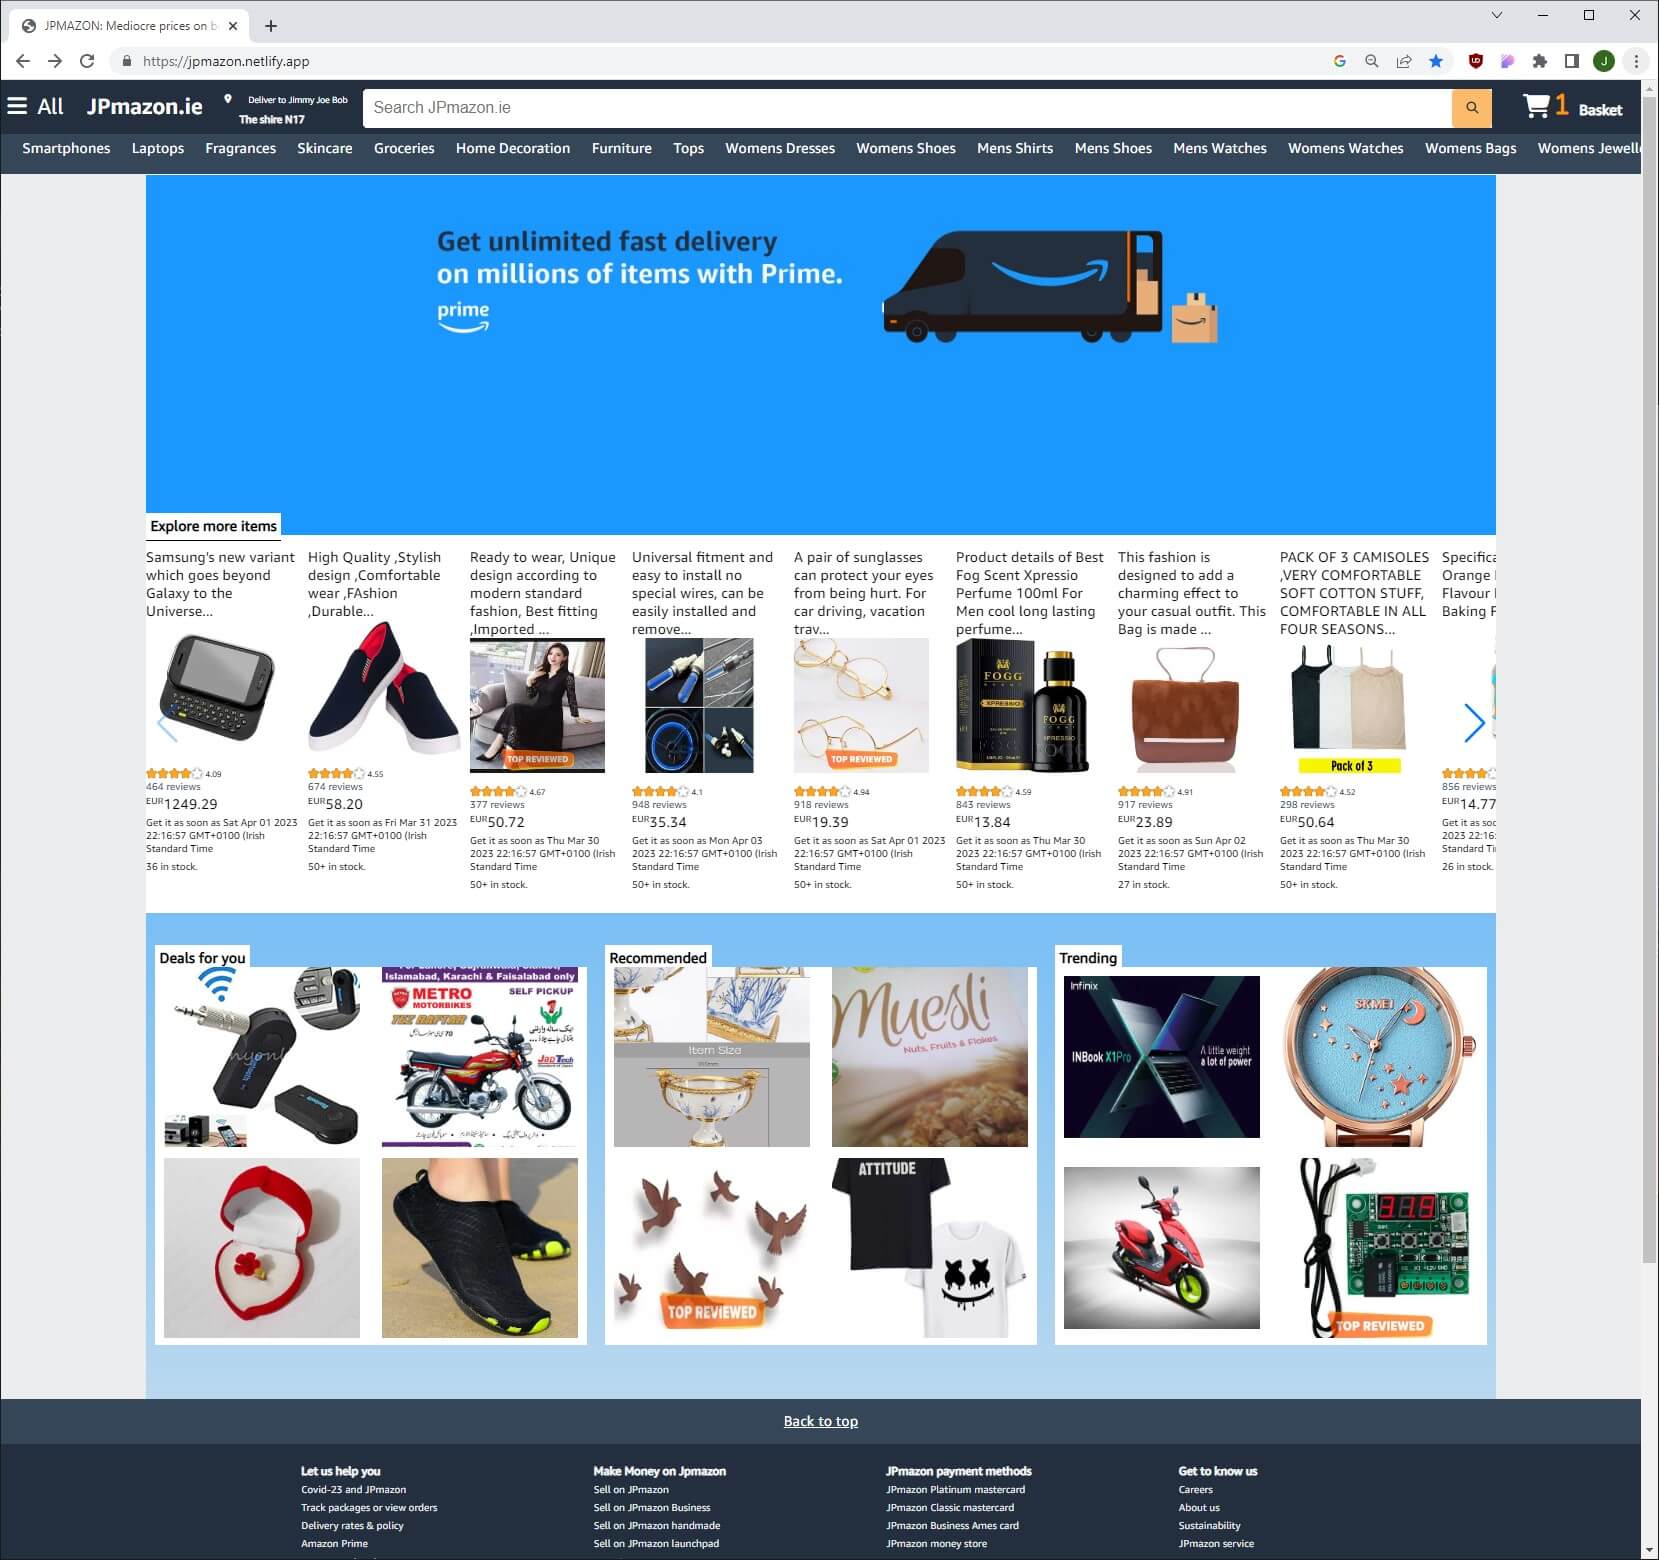 JPMAZON: Mediocre prices on b
https://jpmazon.netlify.app
J
All
JPmazon.ie
Deliver to Jimmy Joe Bob
The shire N17
Search JPmazon.ie
1 Basket
Smartphones Laptops Fragrances Skincare Groceries Home Decoration Furniture Tops Womens Dresses Womens Shoes Mens Shirts Mens Shoes Mens Watches Womens Watches Womens Bags Womens Jewell
Get unlimited fast delivery
on millions of items with Prime.
prime
Explore more items
Samsung's new variant
which goes beyond
Galaxy to the
Universe...
4.09
464 reviews
EUR1249.29
Get it as soon as Sat Apr 01 2023
22:16:57 GMT+0100 (Irish
Standard Time
36 in stock.
High Quality ,Stylish
design ,Comfortable
wear ,FAshion
,Durable...
4.55
674 reviews
EUR58.20
Get it as soon as Fri Mar 31 2023
22:16:57 GMT+0100 (Irish
Standard Time
50+ in stock.
Ready to wear, Unique
design according to
modern standard
fashion, Best fitting
,Imported ...
TOP REVIEWED
4.67
377 reviews
EUR50.72
Get it as soon as Thu Mar 30
2023 22:16:57 GMT+0100 (Irish
Standard Time
50+ in stock.
Universal fitment and
easy to install no
special wires, can be
easily installed and
remove...
4.1
948 reviews
EUR35.34
Get it as soon as Mon Apr 03
2023 22:16:57 GMT+0100 (Irish
Standard Time
50+ in stock.
A pair of sunglasses
can protect your eyes
from being hurt. For
car driving, vacation
trav...
TOP REVIEWED
4.94
918 reviews
EUR19.39
Get it as soon as Sat Apr 01 2023
22:16:57 GMT+0100 (Irish
Standard Time
50+ in stock.
Product details of Best
Fog Scent Xpressio
Perfume 100ml For
Men cool long lasting
perfume...
FOGG
XPRESSIO
FOGG
XPRESSIO
4.59
843 reviews
EUR13.84
Get it as soon as Thu Mar 30
2023 22:16:57 GMT+0100 (Irish
Standard Time
50+ in stock.
This fashion is
designed to add a
charming effect to
your casual outfit. This
Bag is made ...
4.91
917 reviews
EUR23.89
Get it as soon as Sun Apr 02
2023 22:16:57 GMT+0100 (Irish
Standard Time
27 in stock.
PACK OF 3 CAMISOLES
,VERY COMFORTABLE
SOFT COTTON STUFF,
COMFORTABLE IN ALL
FOUR SEASONS...
Pack of 3
4.52
298 reviews
EUR50.64
Get it as soon as Thu Mar 30
2023 22:16:57 GMT+0100 (Irish
Standard Time
50+ in stock.
Specifica
Orange
Flavour
Baking F
856 reviews
EUR14.77
Get it as soo
2023 22:16
Standard Ti
26 in stock.
Deals for you
Islamabad, Karachi & Faisalabad only
METRO
MOTORBIKES
SELF PICKUP
TEZ RAFTAR
70
JapTech
Recommended
Item Size
Muesli
Nuts, Fruits & Flakes
TOP REVIEWED
ATTITUDE
Trending
Infinix
INBook X1Pro
A little weight
a lot of power
SKMEI
TOP REVIEWED
Back to top
Let us help you
Covid-23 and JPmazon
Track packages or view orders
Delivery rates & policy
Amazon Prime
Make Money on Jpmazon
Sell on JPmazon
Sell on JPmazon Business
Sell on JPmazon handmade
Sell on JPmazon launchpad
JPmazon payment methods
JPmazon Platinum mastercard
JPmazon Classic mastercard
JPmazon Business Ames card
JPmazon money store
Get to know us
Careers
About us
Sustainability
JPmazon service